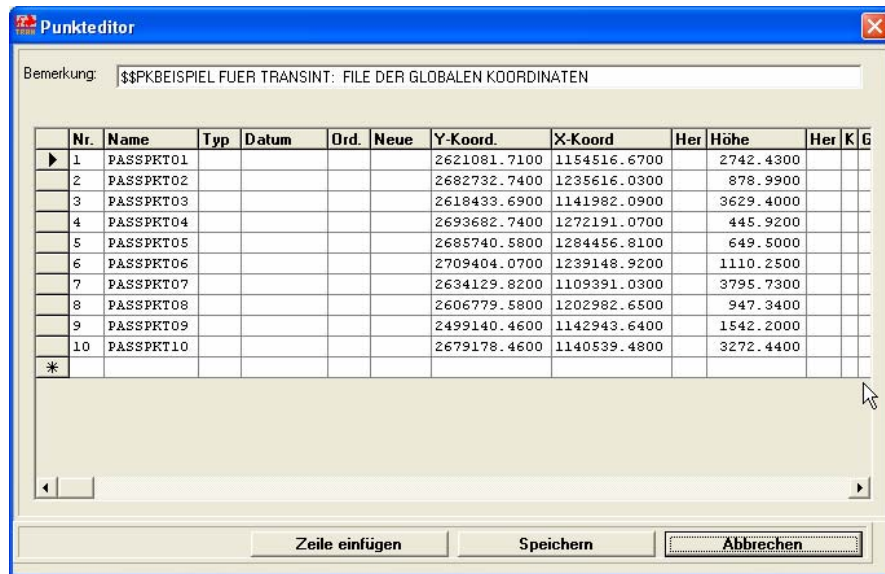 Punkteditor
Bemerkung: $$PKBEISPIEL FUER TRANSINT: FILE DER GLOBALEN KOORDINATEN
Nr. Name Typ Datum Ord. Neue Y-Koord. X-Koord Her Höhe Her K G
1 PASSPKT01 2621081.7100 1154516.6700 2742.4300
2 PASSPKT02 2682732.7400 1235616.0300 878.9900
3 PASSPKT03 2618433.6900 1141982.0900 3629.4000
4 PASSPKT04 2693682.7400 1272191.0700 445.9200
5 PASSPKT05 2685740.5800 1284456.8100 649.5000
6 PASSPKT06 2709404.0700 1239148.9200 1110.2500
7 PASSPKT07 2634129.8200 1109391.0300 3795.7300
8 PASSPKT08 2606779.5800 1202982.6500 947.3400
9 PASSPKT09 2499140.4600 1142943.6400 1542.2000
10 PASSPKT10 2679178.4600 1140539.4800 3272.4400
Zeile einfügen Speichern Abbrechen